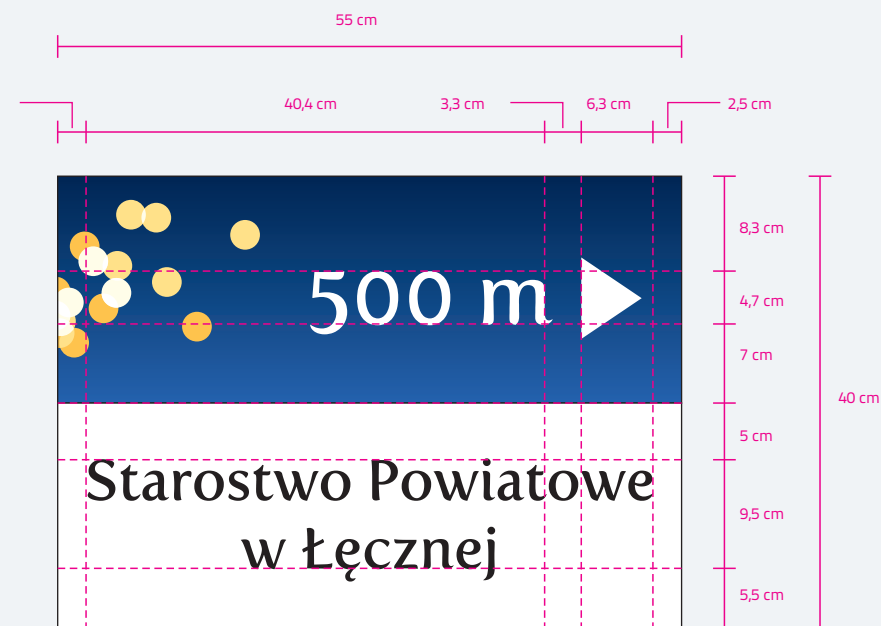 55 cm
40,4 cm
3,3 cm
6,3 cm
2,5 cm
8,3 cm
500 m
4,7 cm
7 cm
40 cm
5 cm
Starostwo Powiatowe
9,5 cm
w Łęcznej
5,5 cm